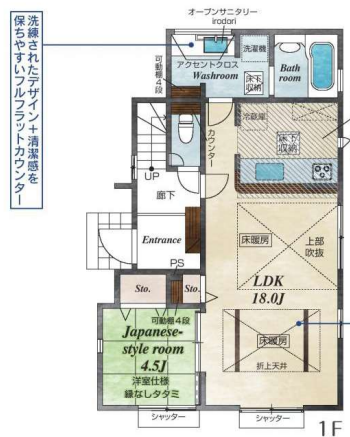 洗練されたデザイン＋清潔感を
保ちやすいフルフラットカウンター
オープンサニタリー
irodori
洗濯機
アクセントクロス
Washroom
床下
収納
Bath
room
可動棚4段
カウンター
冷蔵庫
床下
収納
UP
廊下
Entrance
P.S
床暖房
上部
吹抜
LDK
18.0J
Sto.
Sto.
可動棚4段
Japanese-
style room
4.5J
洋室仕様
縁なしタタミ
床暖房
折上天井
シャッター
シャッター
1F